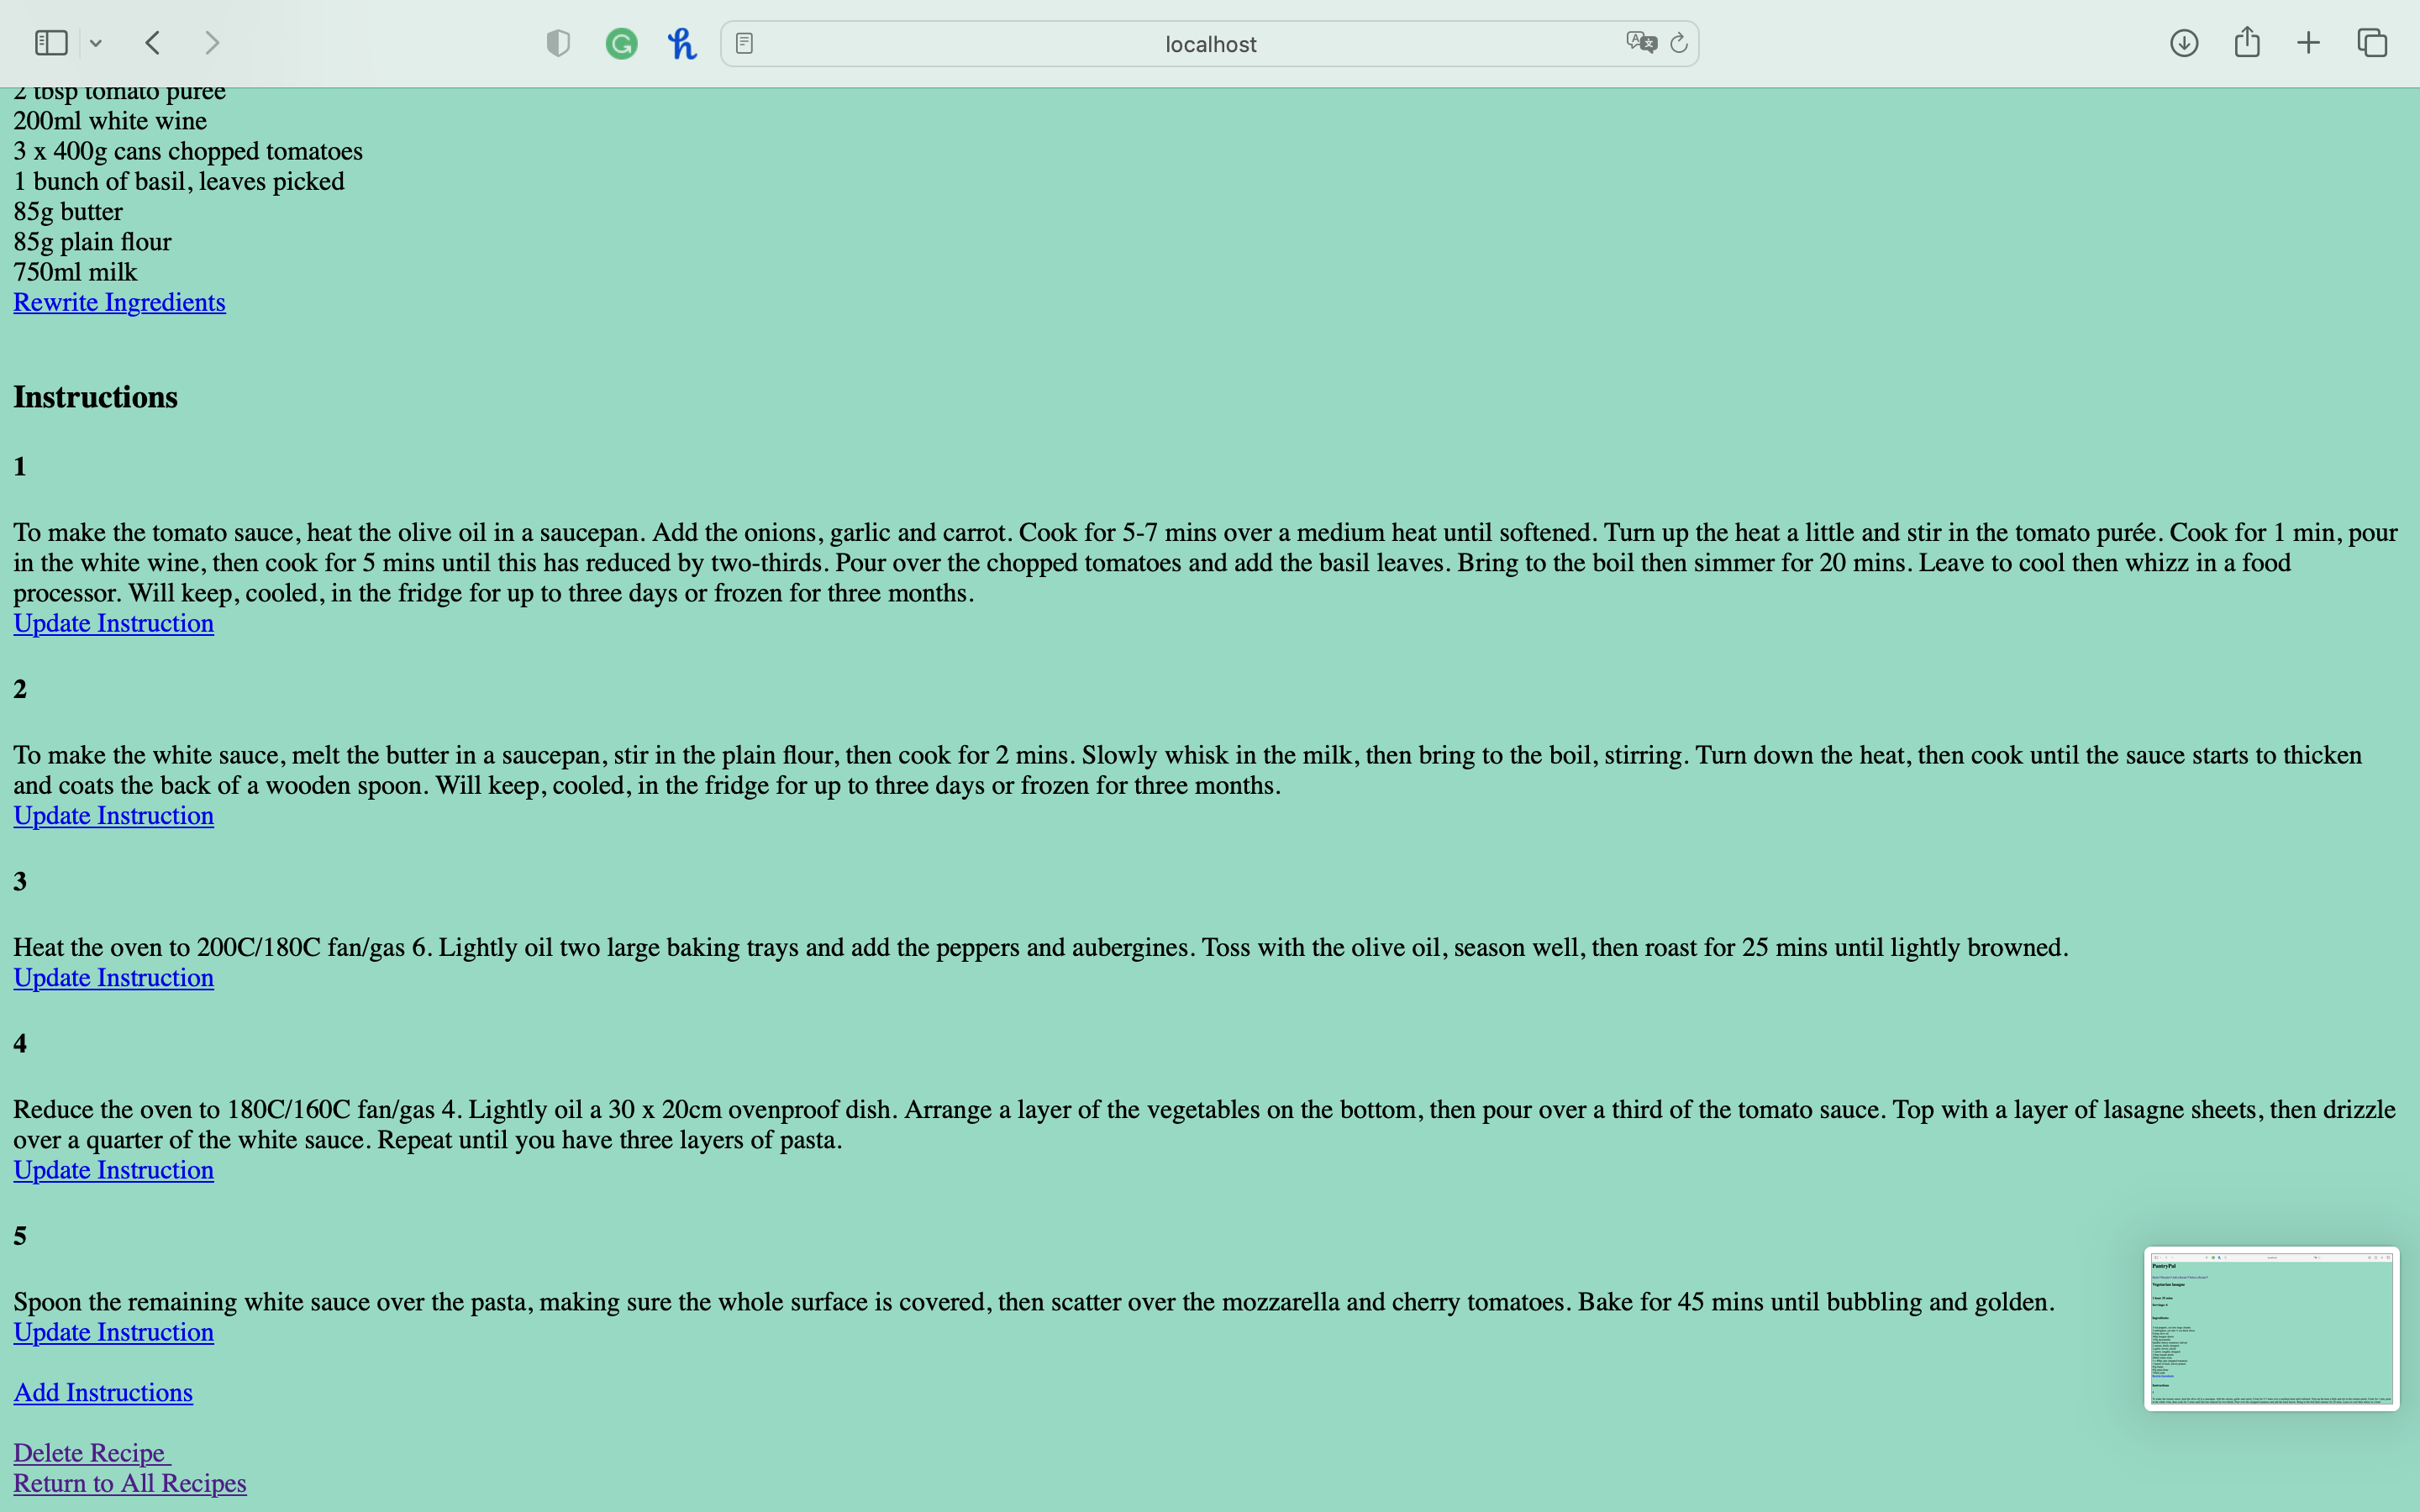 localhost
2 tbsp tomato purée
200ml white wine
3 x 400g cans chopped tomatoes
1 bunch of basil, leaves picked
85g butter
85g plain flour
750ml milk
Rewrite Ingredients
Instructions
1
To make the tomato sauce, heat the olive oil in a saucepan. Add the onions, garlic and carrot. Cook for 5-7 mins over a medium heat until softened. Turn up the heat a little and stir in the tomato purée. Cook for 1 min, pour
in the white wine, then cook for 5 mins until this has reduced by two-thirds. Pour over the chopped tomatoes and add the basil leaves. Bring to the boil then simmer for 20 mins. Leave to cool then whizz in a food
processor. Will keep, cooled, in the fridge for up to three days or frozen for three months.
Update Instruction
2
To make the white sauce, melt the butter in a saucepan, stir in the plain flour, then cook for 2 mins. Slowly whisk in the milk, then bring to the boil, stirring. Turn down the heat, then cook until the sauce starts to thicken
and coats the back of a wooden spoon. Will keep, cooled, in the fridge for up to three days or frozen for three months.
Update Instruction
3
Heat the oven to 200C/180C fan/gas 6. Lightly oil two large baking trays and add the peppers and aubergines. Toss with the olive oil, season well, then roast for 25 mins until lightly browned.
Update Instruction
4
Reduce the oven to 180C/160C fan/gas 4. Lightly oil a 30 x 20cm ovenproof dish. Arrange a layer of the vegetables on the bottom, then pour over a third of the tomato sauce. Top with a layer of lasagne sheets, then drizzle
over a quarter of the white sauce. Repeat until you have three layers of pasta.
Update Instruction
5
Spoon the remaining white sauce over the pasta, making sure the whole surface is covered, then scatter over the mozzarella and cherry tomatoes. Bake for 45 mins until bubbling and golden.
Update Instruction
Add Instructions
Delete Recipe
Return to All Recipes
PantryPal